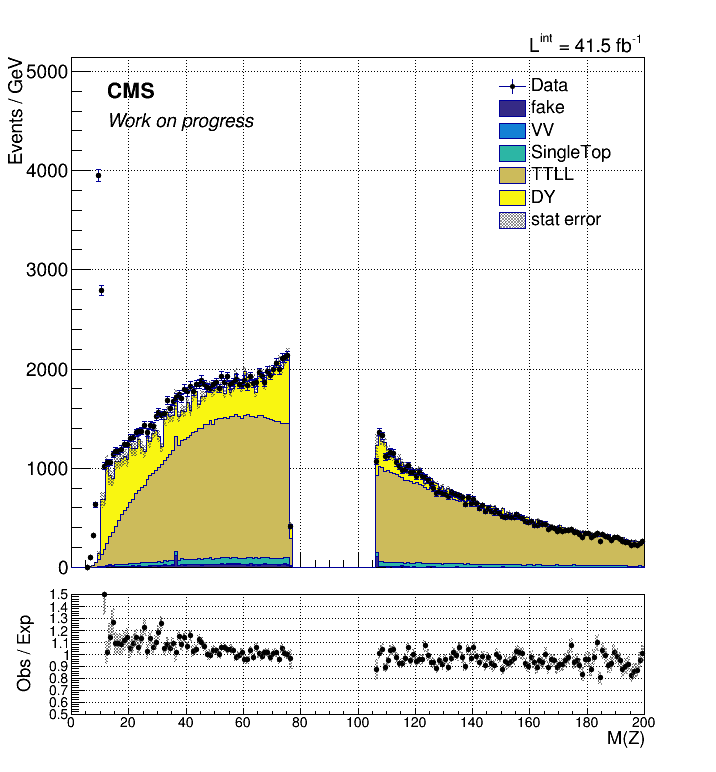 L^int = 41.5 fb^-1
Events / GeV
5000
4000
3000
2000
1000
0
CMS
Work on progress
Data
fake
VV
SingleTop
TTLL
DY
stat error
Obs / Exp
1.5
1.4
1.3
1.2
1.1
1
0.9
0.8
0.7
0.6
0.5
0 20 40 60 80 100 120 140 160 180 200
M(Z)